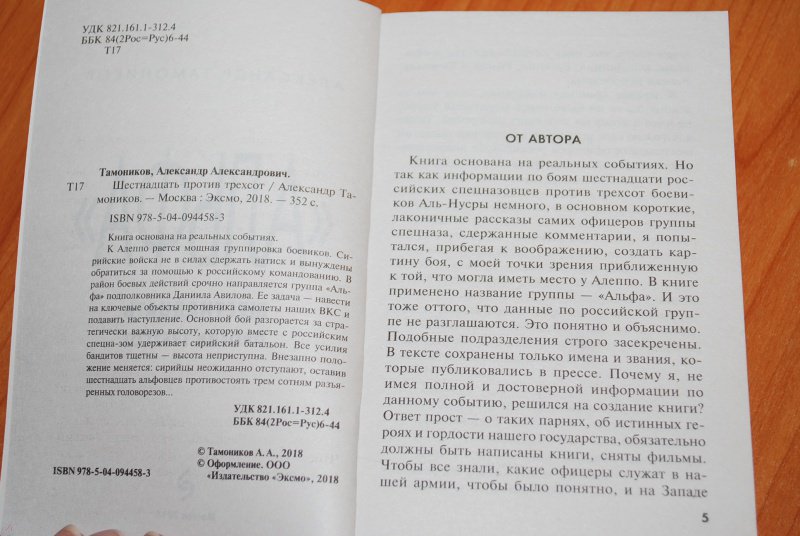 УДК 821.161.1-312.4
ББК 84(2Рос=Рус)6-44
Т17
Тамоников, Александр Александрович.
Т17 Шестнадцать против трехсот / Александр Та-
моников. — Москва : Эксмо, 2018. — 352 с.
ISBN 978-5-04-094458-3
Книга основана на реальных событиях.
К Алеппо рвется мощная группировка боевиков. Си-
рийские войска не в силах сдержать натиск и вынуждены
обратиться за помощью к российскому командованию. В
район боевых действий срочно направляется группа «Аль-
фа» подполковника Даниила Авилова. Ее задача — навести
на ключевые объекты противника самолеты наших ВКС и
подавить наступление. Основной бой разгорается за стра-
тегически важную высоту, которую вместе с российским
спецна-зом удерживает сирийский батальон. Все усилия
бандитов тщетны — высота неприступна. Внезапно поло-
жение меняется: сирийцы неожиданно отступают, оставив
шестнадцать альфовцев противостоять трем сотням разъя-
ренных головорезов...
УДК 821.161.1-312.4
ББК 84(2Рос=Рус)6-44
© Тамоников А. А., 2018
© Оформление. ООО
«Издательство «Эксмо», 2018
ISBN 978-5-04-094458-3
ОТ АВТОРА
Книга основана на реальных событиях. Но
так как информации по боям шестнадцати рос-
сийских спецназовцев против трехсот боеви-
ков Аль-Нусры немного, в основном короткие,
лаконичные рассказы самих офицеров группы
спецназа, сдержанные комментарии, я попы-
тался, прибегая к воображению, создать кар-
тину боя, с моей точки зрения приближенную
к той, что могла иметь место у Алеппо. В книге
применено название группы — «Альфа». И это
тоже оттого, что данные по российской груп-
пе не разглашаются. Это понятно и объяснимо.
Подобные подразделения строго засекречены.
В тексте сохранены только имена и звания, ко-
торые публиковались в прессе. Почему я, не
имея полной и достоверной информации по
данному событию, решился на создание книги?
Ответ прост — о таких парнях, об истинных ге-
роях и гордости нашего государства, обязательно
должны быть написаны книги, сняты фильмы.
Чтобы все знали, какие офицеры служат в на-
шей армии, чтобы было понятно, и на Западе
5